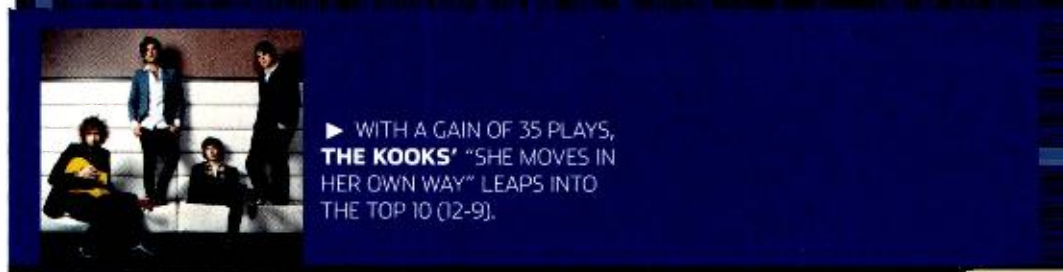 ► WITH A GAIN OF 35 PLAYS,
THE KOOKS' "SHE MOVES IN
HER OWN WAY" LEAPS INTO
THE TOP 10 (12-9).